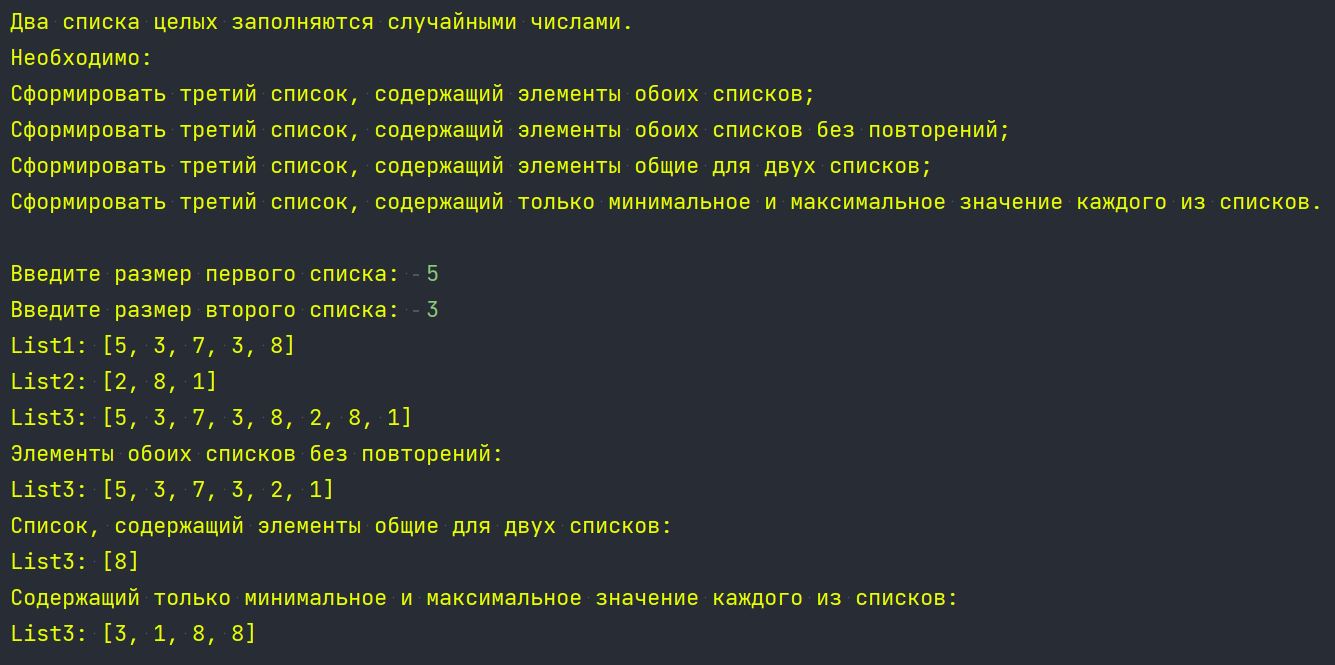 Два списка целых заполняются случайными числами.
Необходимо:
Сформировать третий список, содержащий элементы обоих списков;
Сформировать третий список, содержащий элементы обоих списков без повторений;
Сформировать третий список, содержащий элементы общие для двух списков;
Сформировать третий список, содержащий только минимальное и максимальное значение каждого из списков.
Введите размер первого списка: -5
Введите размер второго списка: -3
List1: [5, 3, 7, 3, 8]
List2: [2, 8, 1]
List3: [5, 3, 7, 3, 8, 2, 8, 1]
Элементы обоих списков без повторений:
List3: [5, 3, 7, 3, 2, 1]
Список, содержащий элементы общие для двух списков:
List3: [8]
Содержащий только минимальное и максимальное значение каждого из списков:
List3: [3, 1, 8, 8]